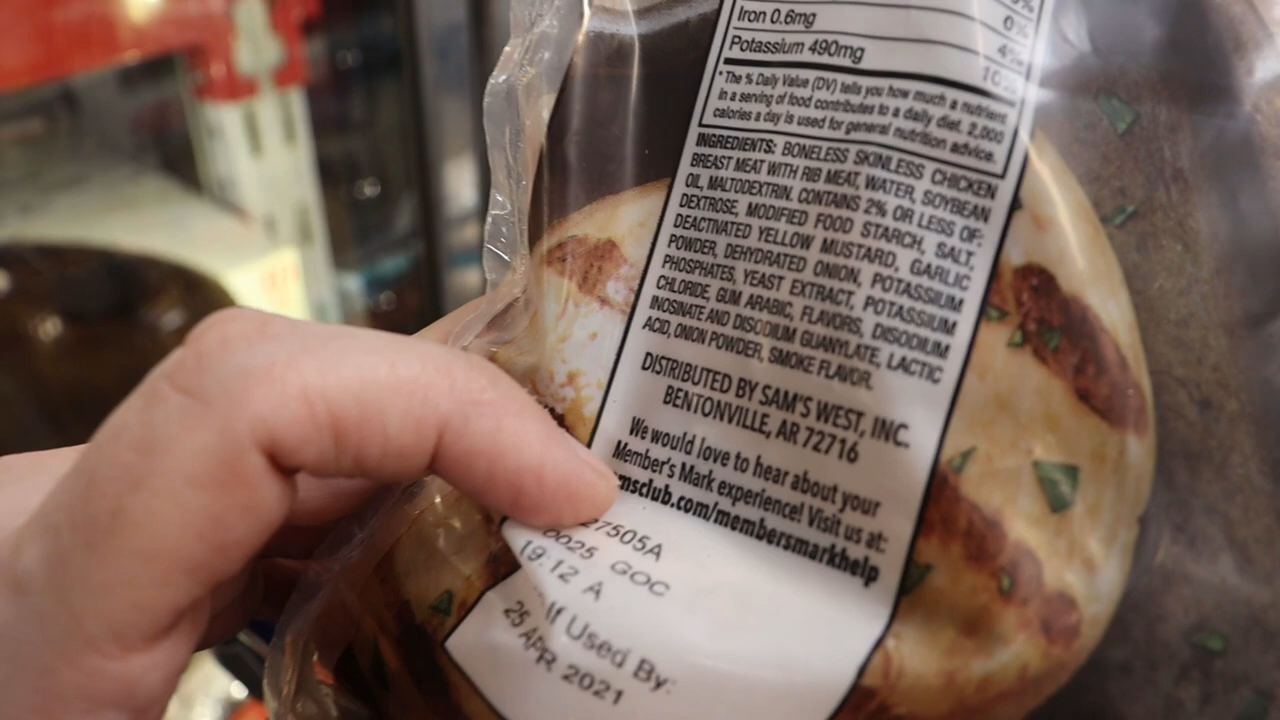 Iron 0.6mg 0%
Potassium 490mg 4%
10%
* The % Daily Value (DV) tells you how much a nutrient
in a serving of food contributes to a daily diet. 2,000
calories a day is used for general nutrition advice.
INGREDIENTS: BONELESS SKINLESS CHICKEN
BREAST MEAT WITH RIB MEAT, WATER, SOYBEAN
OIL, MALTODEXTRIN. CONTAINS 2% OR LESS OF:
DEXTROSE, MODIFIED FOOD STARCH, SALT,
DEACTIVATED YELLOW MUSTARD, GARLIC
POWDER, DEHYDRATED ONION, POTASSIUM
PHOSPHATES, YEAST EXTRACT, POTASSIUM
CHLORIDE, GUM ARABIC, FLAVORS, DISODIUM
INOSINATE AND DISODIUM GUANYLATE, LACTIC
ACID, ONION POWDER, SMOKE FLAVOR.
DISTRIBUTED BY SAM'S WEST, INC.
BENTONVILLE, AR 72716
We would love to hear about your
Member's Mark experience! Visit us at:
msclub.com/membersmarkhelp
27505A
0025 GOC
19:12 A
If Used By:
25 APR 2021